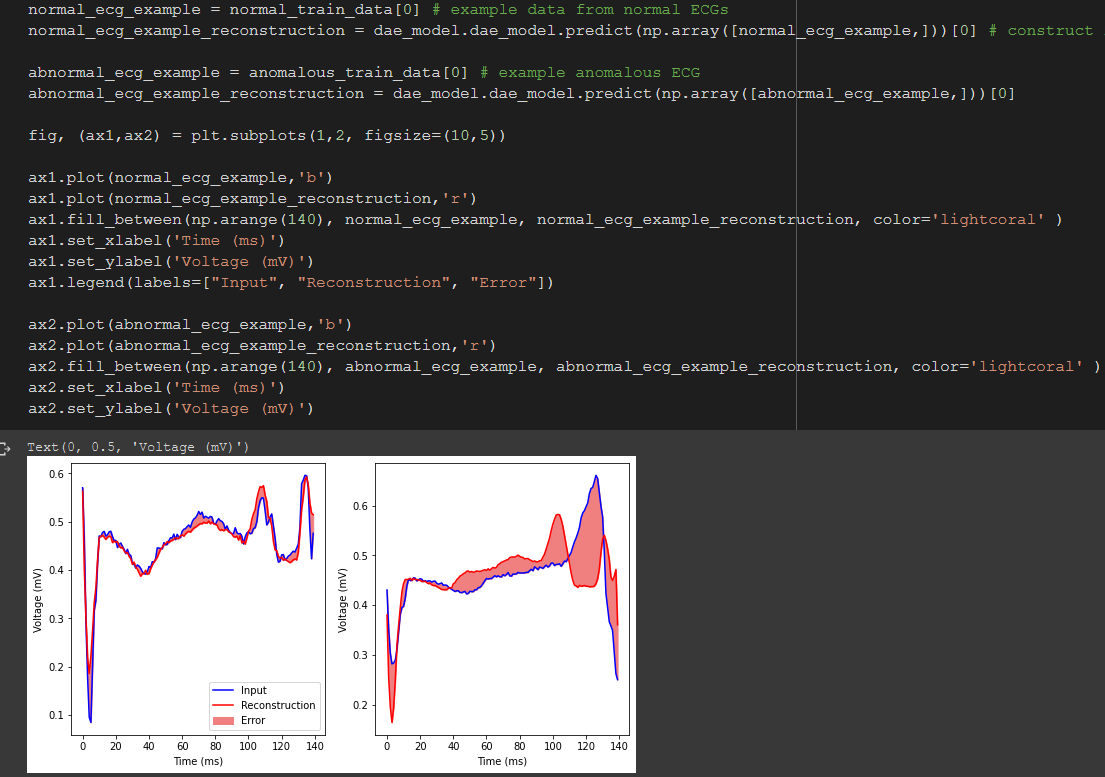 normal_ecg_example = normal_train_data[0] # example data from normal ECGs
normal_ecg_example_reconstruction = dae_model.dae_model.predict(np.array([normal_ecg_example,]))[0] # construct
abnormal_ecg_example = anomalous_train_data[0] # example anomalous ECG
abnormal_ecg_example_reconstruction = dae_model.dae_model.predict(np.array([abnormal_ecg_example,]))[0]
fig, (ax1,ax2) = plt.subplots(1,2, figsize=(10,5))
ax1.plot(normal_ecg_example,'b')
ax1.plot(normal_ecg_example_reconstruction,'r')
ax1.fill_between(np.arange(140), normal_ecg_example, normal_ecg_example_reconstruction, color='lightcoral' )
ax1.set_xlabel('Time (ms)')
ax1.set_ylabel('Voltage (mV)')
ax1.legend(labels=["Input", "Reconstruction", "Error"])
ax2.plot(abnormal_ecg_example,'b')
ax2.plot(abnormal_ecg_example_reconstruction,'r')
ax2.fill_between(np.arange(140), abnormal_ecg_example, abnormal_ecg_example_reconstruction, color='lightcoral' )
ax2.set_xlabel('Time (ms)')
ax2.set_ylabel('Voltage (mV)')
Text(0, 0.5, 'Voltage (mV)')
0.6
0.5
0.4
0.3
0.2
0.1
Voltage (mV)
Input
Reconstruction
Error
0 20 40 60 80 100 120 140
Time (ms)
0.6
0.5
0.4
0.3
0.2
Voltage (mV)
0 20 40 60 80 100 120 140
Time (ms)